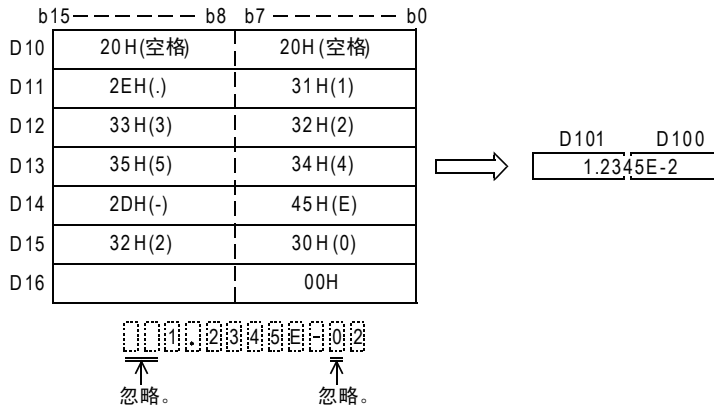 b15————— b8 b7 ————— b0
D10 20H(空格) 20H(空格)
D11 2EH(.) 31H(1)
D12 33H(3) 32H(2)
D13 35H(5) 34H(4)
D14 2DH(-) 45H(E)
D15 32H(2) 30H(0)
D16 00H
D101 D100
1.2345E-2
1.2345E-02
忽略。 忽略。